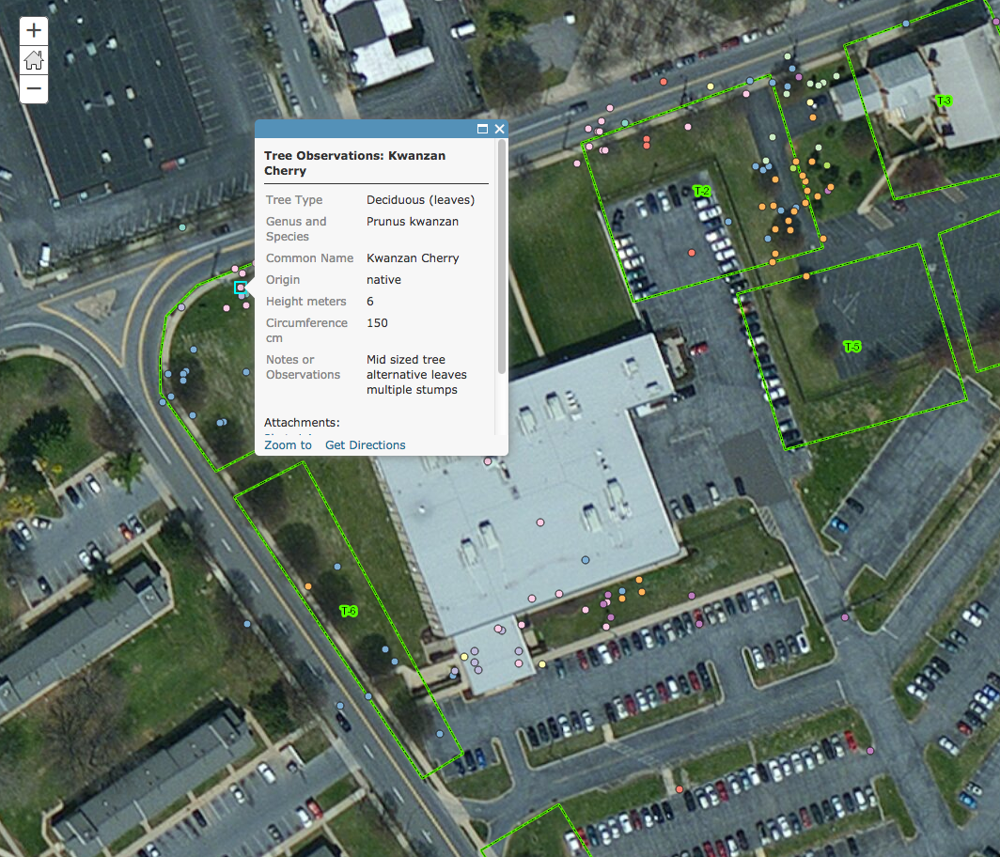 +
−
Tree Observations: Kwanzan
Cherry
Tree Type Deciduous (leaves)
Genus and Prunus kwanzan
Species
Common Name Kwanzan Cherry
Origin native
Height meters 6
Circumference 150
cm
Notes or Mid sized tree
Observations alternative leaves
multiple stumps
Attachments:
Zoom to Get Directions
T-3
T-2
T-5
T-6